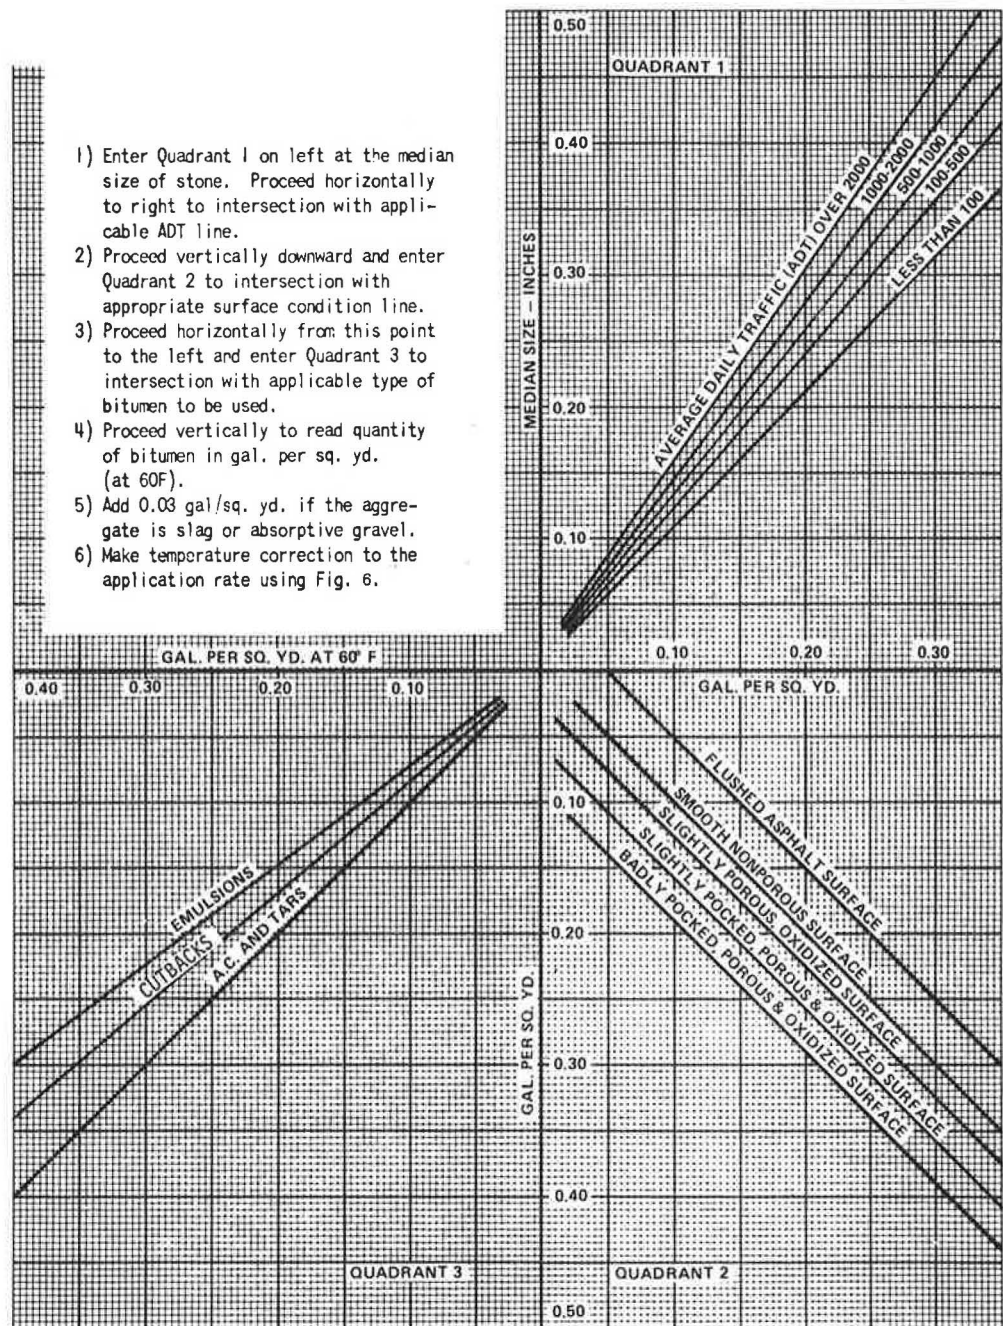 0.50
QUADRANT 1
1) Enter Quadrant 1 on left at the median
size of stone. Proceed horizontally
to right to intersection with appli-
cable ADT line.
2) Proceed vertically downward and enter
Quadrant 2 to intersection with
appropriate surface condition line.
3) Proceed horizontally from this point
to the left and enter Quadrant 3 to
intersection with applicable type of
bitumen to be used.
4) Proceed vertically to read quantity
of bitumen in gal. per sq. yd.
(at 60F).
5) Add 0.03 gal/sq. yd. if the aggre-
gate is slag or absorptive gravel.
6) Make temperature correction to the
application rate using Fig. 6.
0.40
0.30
0.20
0.10
MEDIAN SIZE – INCHES
AVERAGE DAILY TRAFFIC (ADT) OVER 2000
1000-2000
500-1000
100-500
LESS THAN 100
GAL. PER SQ. YD. AT 60° F
0.40
0.30
0.20
0.10
0.10
0.20
0.30
GAL. PER SQ. YD.
EMULSIONS
CUTBACKS
A.C. AND TARS
FLUSHED ASPHALT SURFACE
SMOOTH NONPOROUS SURFACE
SLIGHTLY POROUS, OXIDIZED SURFACE
SLIGHTLY POCKED, POROUS & OXIDIZED SURFACE
BADLY POCKED, POROUS & OXIDIZED SURFACE
0.10
0.20
0.30
0.40
0.50
GAL. PER SQ. YD.
QUADRANT 3
QUADRANT 2